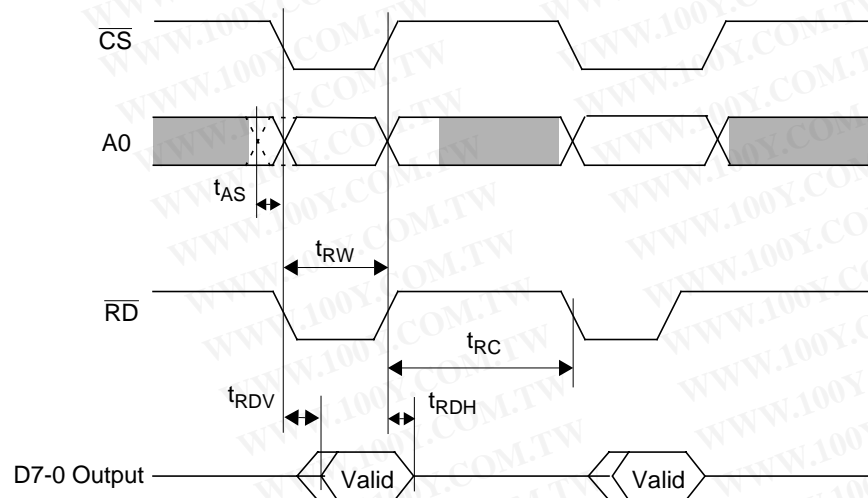 CS
A0
tAS
tRW
RD
tRC
tRDV
tRDH
D7-0 Output
Valid
Valid
WWW.100Y.COM.TW